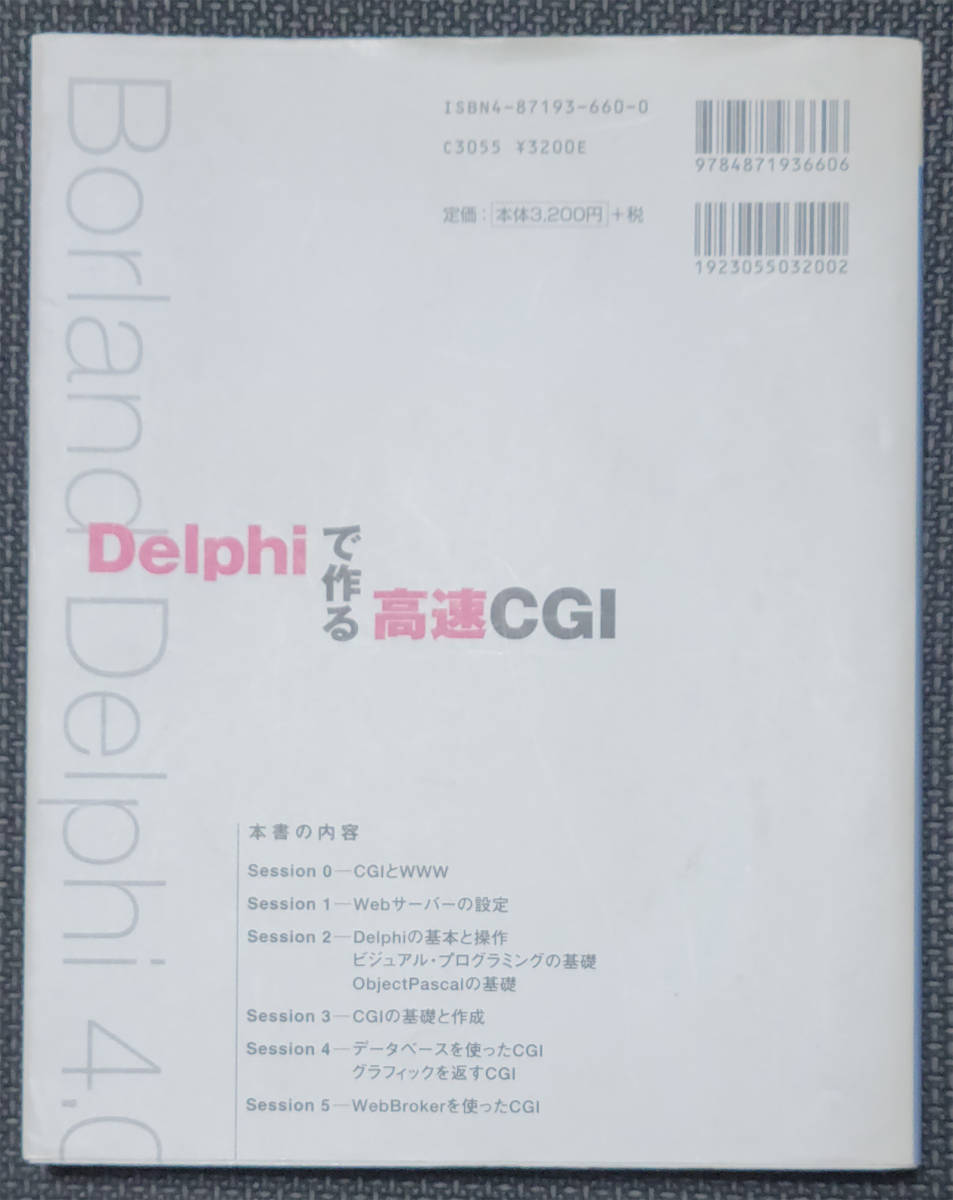 ISBN4-87193-660-0
C3055 ¥3200E
9784871936606
定価：本体3,200円＋税
1923055032002
Borland Delphi 4.0
Delphiで作る高速CGI
本書の内容
Session 0―CGIとWWW
Session 1―Webサーバーの設定
Session 2―Delphiの基本と操作
ビジュアル・プログラミングの基礎
ObjectPascalの基礎
Session 3―CGIの基礎と作成
Session 4―データベースを使ったCGI
グラフィックを返すCGI
Session 5―WebBrokerを使ったCGI